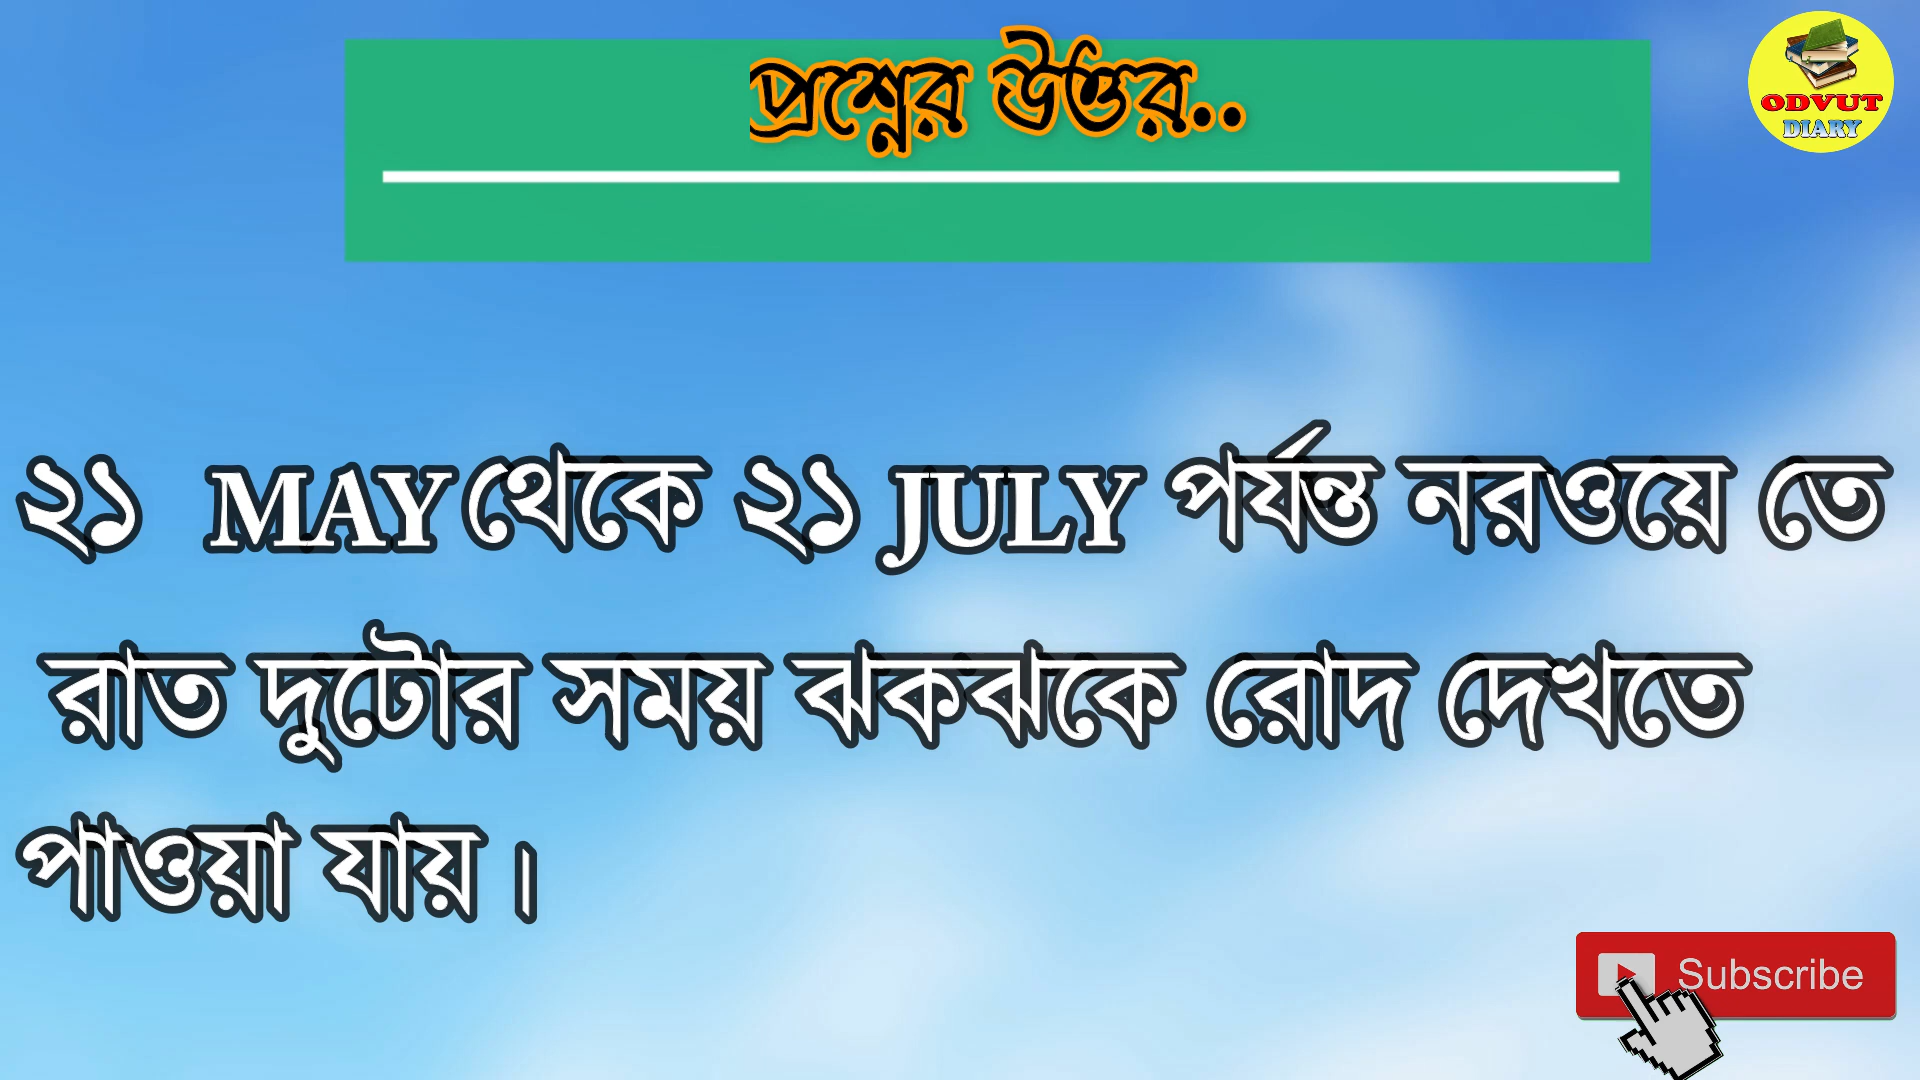 প্রশ্নের উত্তর..
ODVUT
DIARY
২১ MAY থেকে ২১ JULY পর্যন্ত নরওয়ে তে
রাত দুটোর সময় ঝকঝকে রোদ দেখতে
পাওয়া যায়।
Subscribe